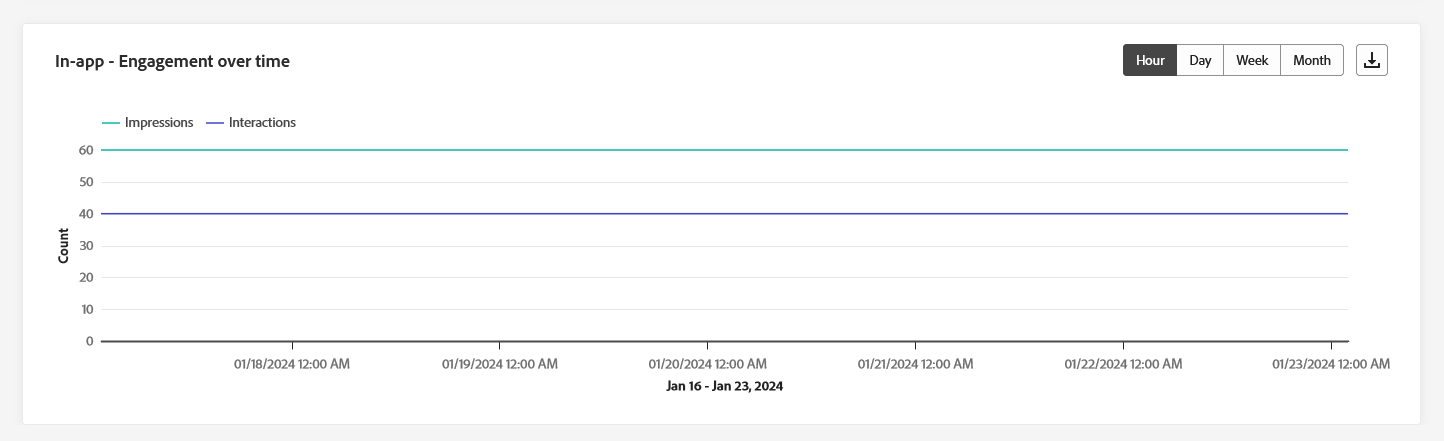 In-app - Engagement over time
Hour Day Week Month
Impressions Interactions
60
50
40
30
20
10
0
Count
01/18/2024 12:00 AM 01/19/2024 12:00 AM 01/20/2024 12:00 AM 01/21/2024 12:00 AM 01/22/2024 12:00 AM 01/23/2024 12:00 AM
Jan 16 - Jan 23, 2024